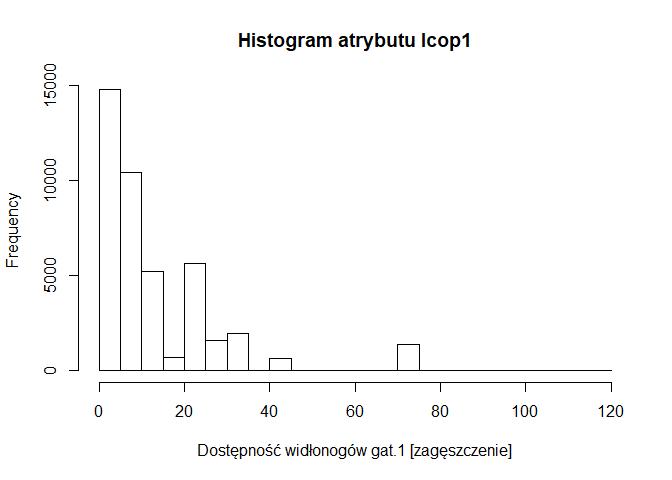 Histogram atrybutu lcop1
Frequency
15000
10000
5000
0
0 20 40 60 80 100 120
Dostępność widłonogów gat.1 [zagęszczenie]